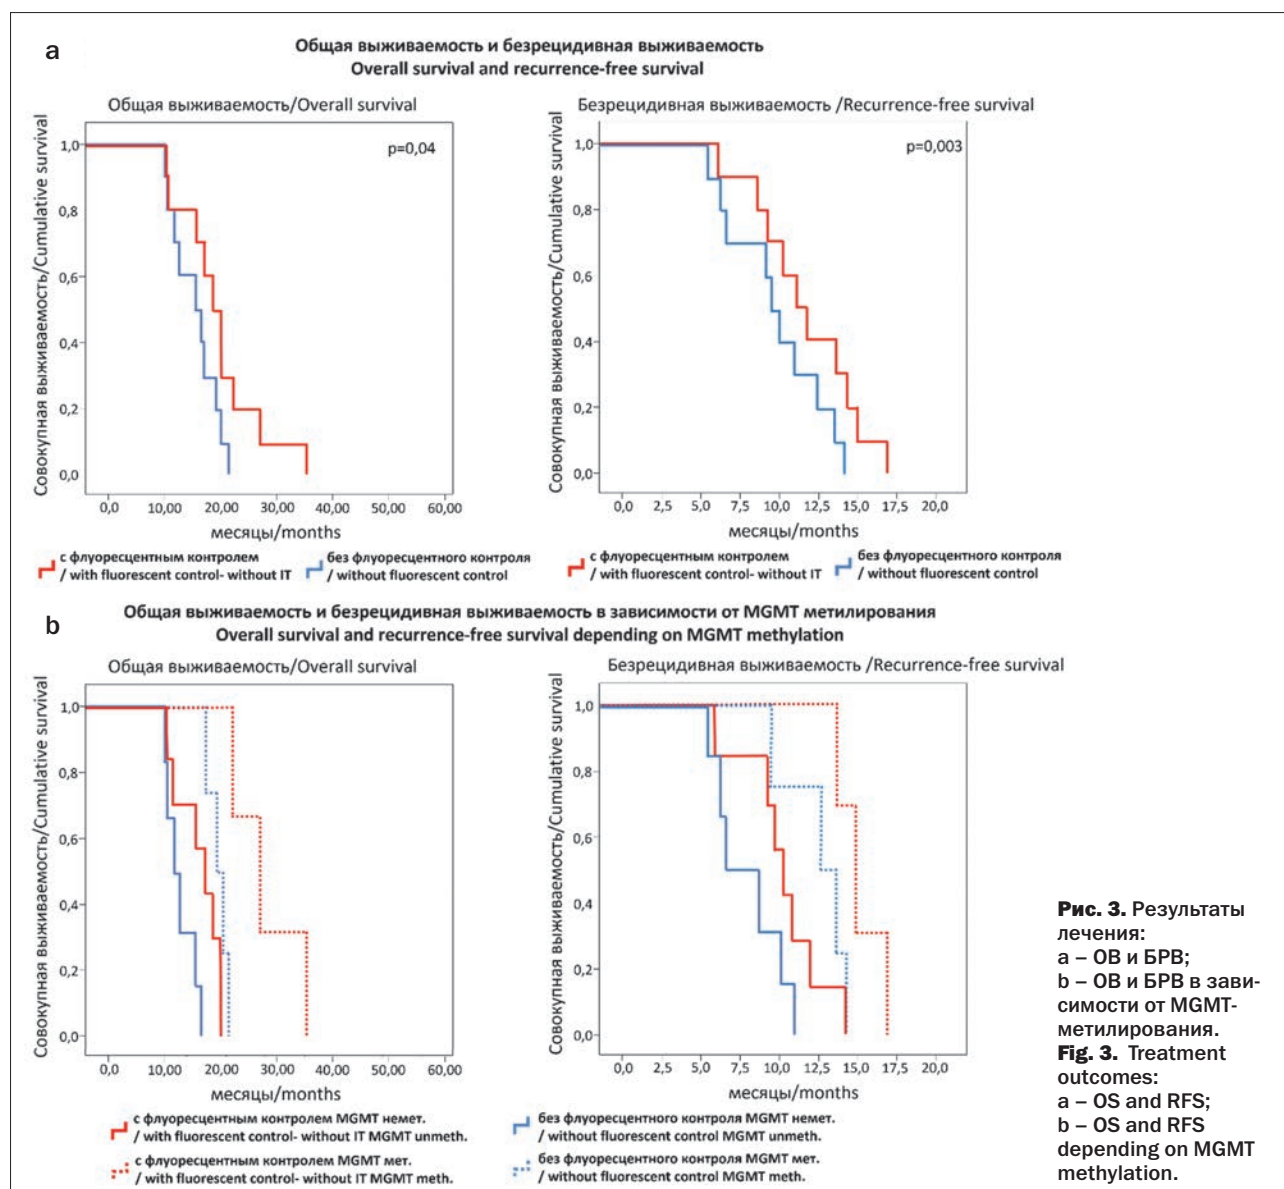 a
Общая выживаемость и безрецидивная выживаемость
Overall survival and recurrence-free survival
Общая выживаемость/Overall survival
Совокупная выживаемость/Cumulative survival
1,0
0,8
0,6
0,4
0,2
0,0
p=0,04
0,0 10,00 20,00 30,00 40,00 50,00 60,00
месяцы/months
с флуоресцентным контролем
/ with fluorescent control- without IT
без флуоресцентного контроля
/ without fluorescent control
Безрецидивная выживаемость /Recurrence-free survival
Совокупная выживаемость/Cumulative survival
1,0
0,8
0,6
0,4
0,2
0,0
p=0,003
0,0 2,5 5,0 7,5 10,0 12,5 15,0 17,5 20,0
месяцы/months
с флуоресцентным контролем
/ with fluorescent control- without IT
без флуоресцентного контроля
/ without fluorescent control
b
Общая выживаемость и безрецидивная выживаемость в зависимости от MGMT метилирования
Overall survival and recurrence-free survival depending on MGMT methylation
Общая выживаемость/Overall survival
Совокупная выживаемость/Cumulative survival
1,0
0,8
0,6
0,4
0,2
0,0
0,0 10,00 20,00 30,00 40,00 50,00 60,00
месяцы/months
Безрецидивная выживаемость /Recurrence-free survival
Совокупная выживаемость/Cumulative survival
1,0
0,8
0,6
0,4
0,2
0,0
0,0 2,5 5,0 7,5 10,0 12,5 15,0 17,5 20,0
месяцы/months
с флуоресцентным контролем MGMT немет.
/ with fluorescent control- without IT MGMT unmeth.
с флуоресцентным контролем MGMT мет.
/ with fluorescent control- without IT MGMT meth.
без флуоресцентного контроля MGMT немет.
/ without fluorescent control MGMT unmeth.
без флуоресцентного контроля MGMT мет.
/ without fluorescent control MGMT meth.
Рис. 3. Результаты
лечения:
a – ОВ и БРВ;
b – ОВ и БРВ в зави-
симости от MGMT-
метилирования.
Fig. 3. Treatment
outcomes:
a – OS and RFS;
b – OS and RFS
depending on MGMT
methylation.